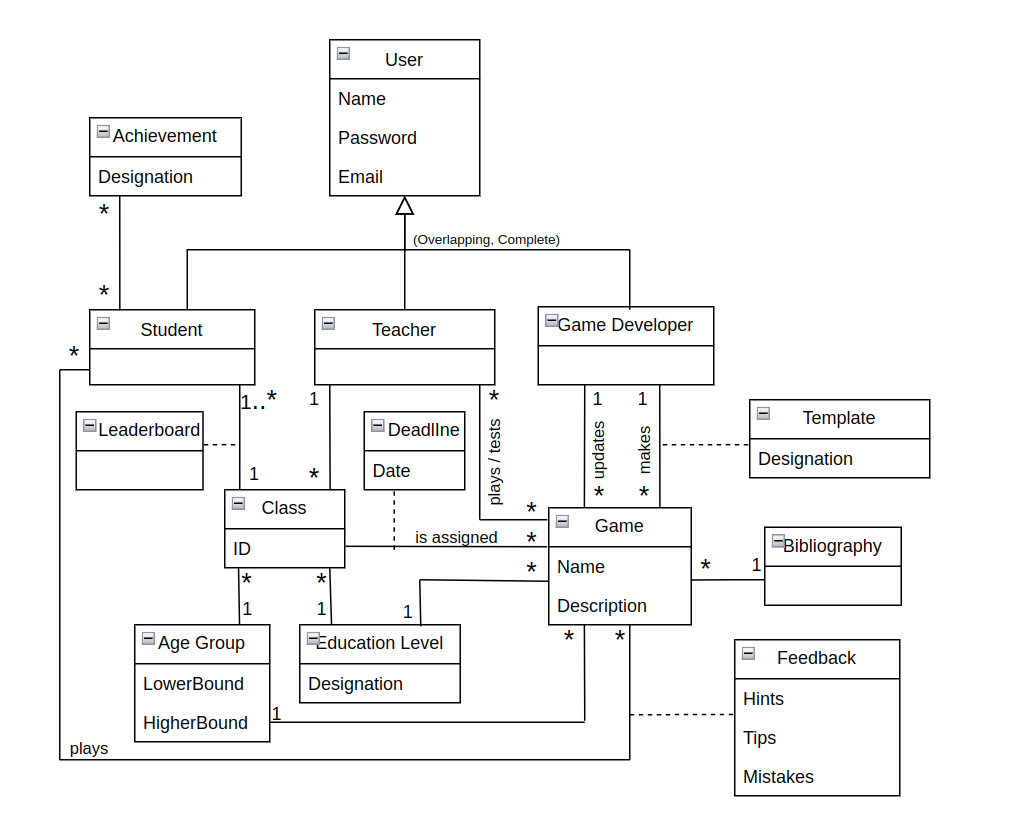 User
Name
Password
Email
Achievement
Designation
*
(Overlapping, Complete)
*
Student
Teacher
Game Developer
*
1..*
1
*
1
1
Leaderboard
DeadlIne
Date
plays / tests
updates
makes
Template
Designation
1
*
*
*
*
Class
ID
is assigned
*
Game
Name
Description
*
*
1
Bibliography
*
*
1
1
1
*
*
Age Group
LowerBound
HigherBound
Education Level
Designation
1
plays
Feedback
Hints
Tips
Mistakes